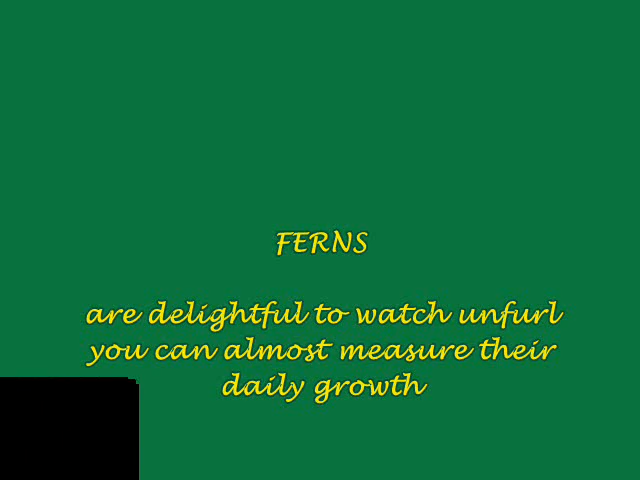 FERNS
are delightful to watch unfurl
you can almost measure their
daily growth